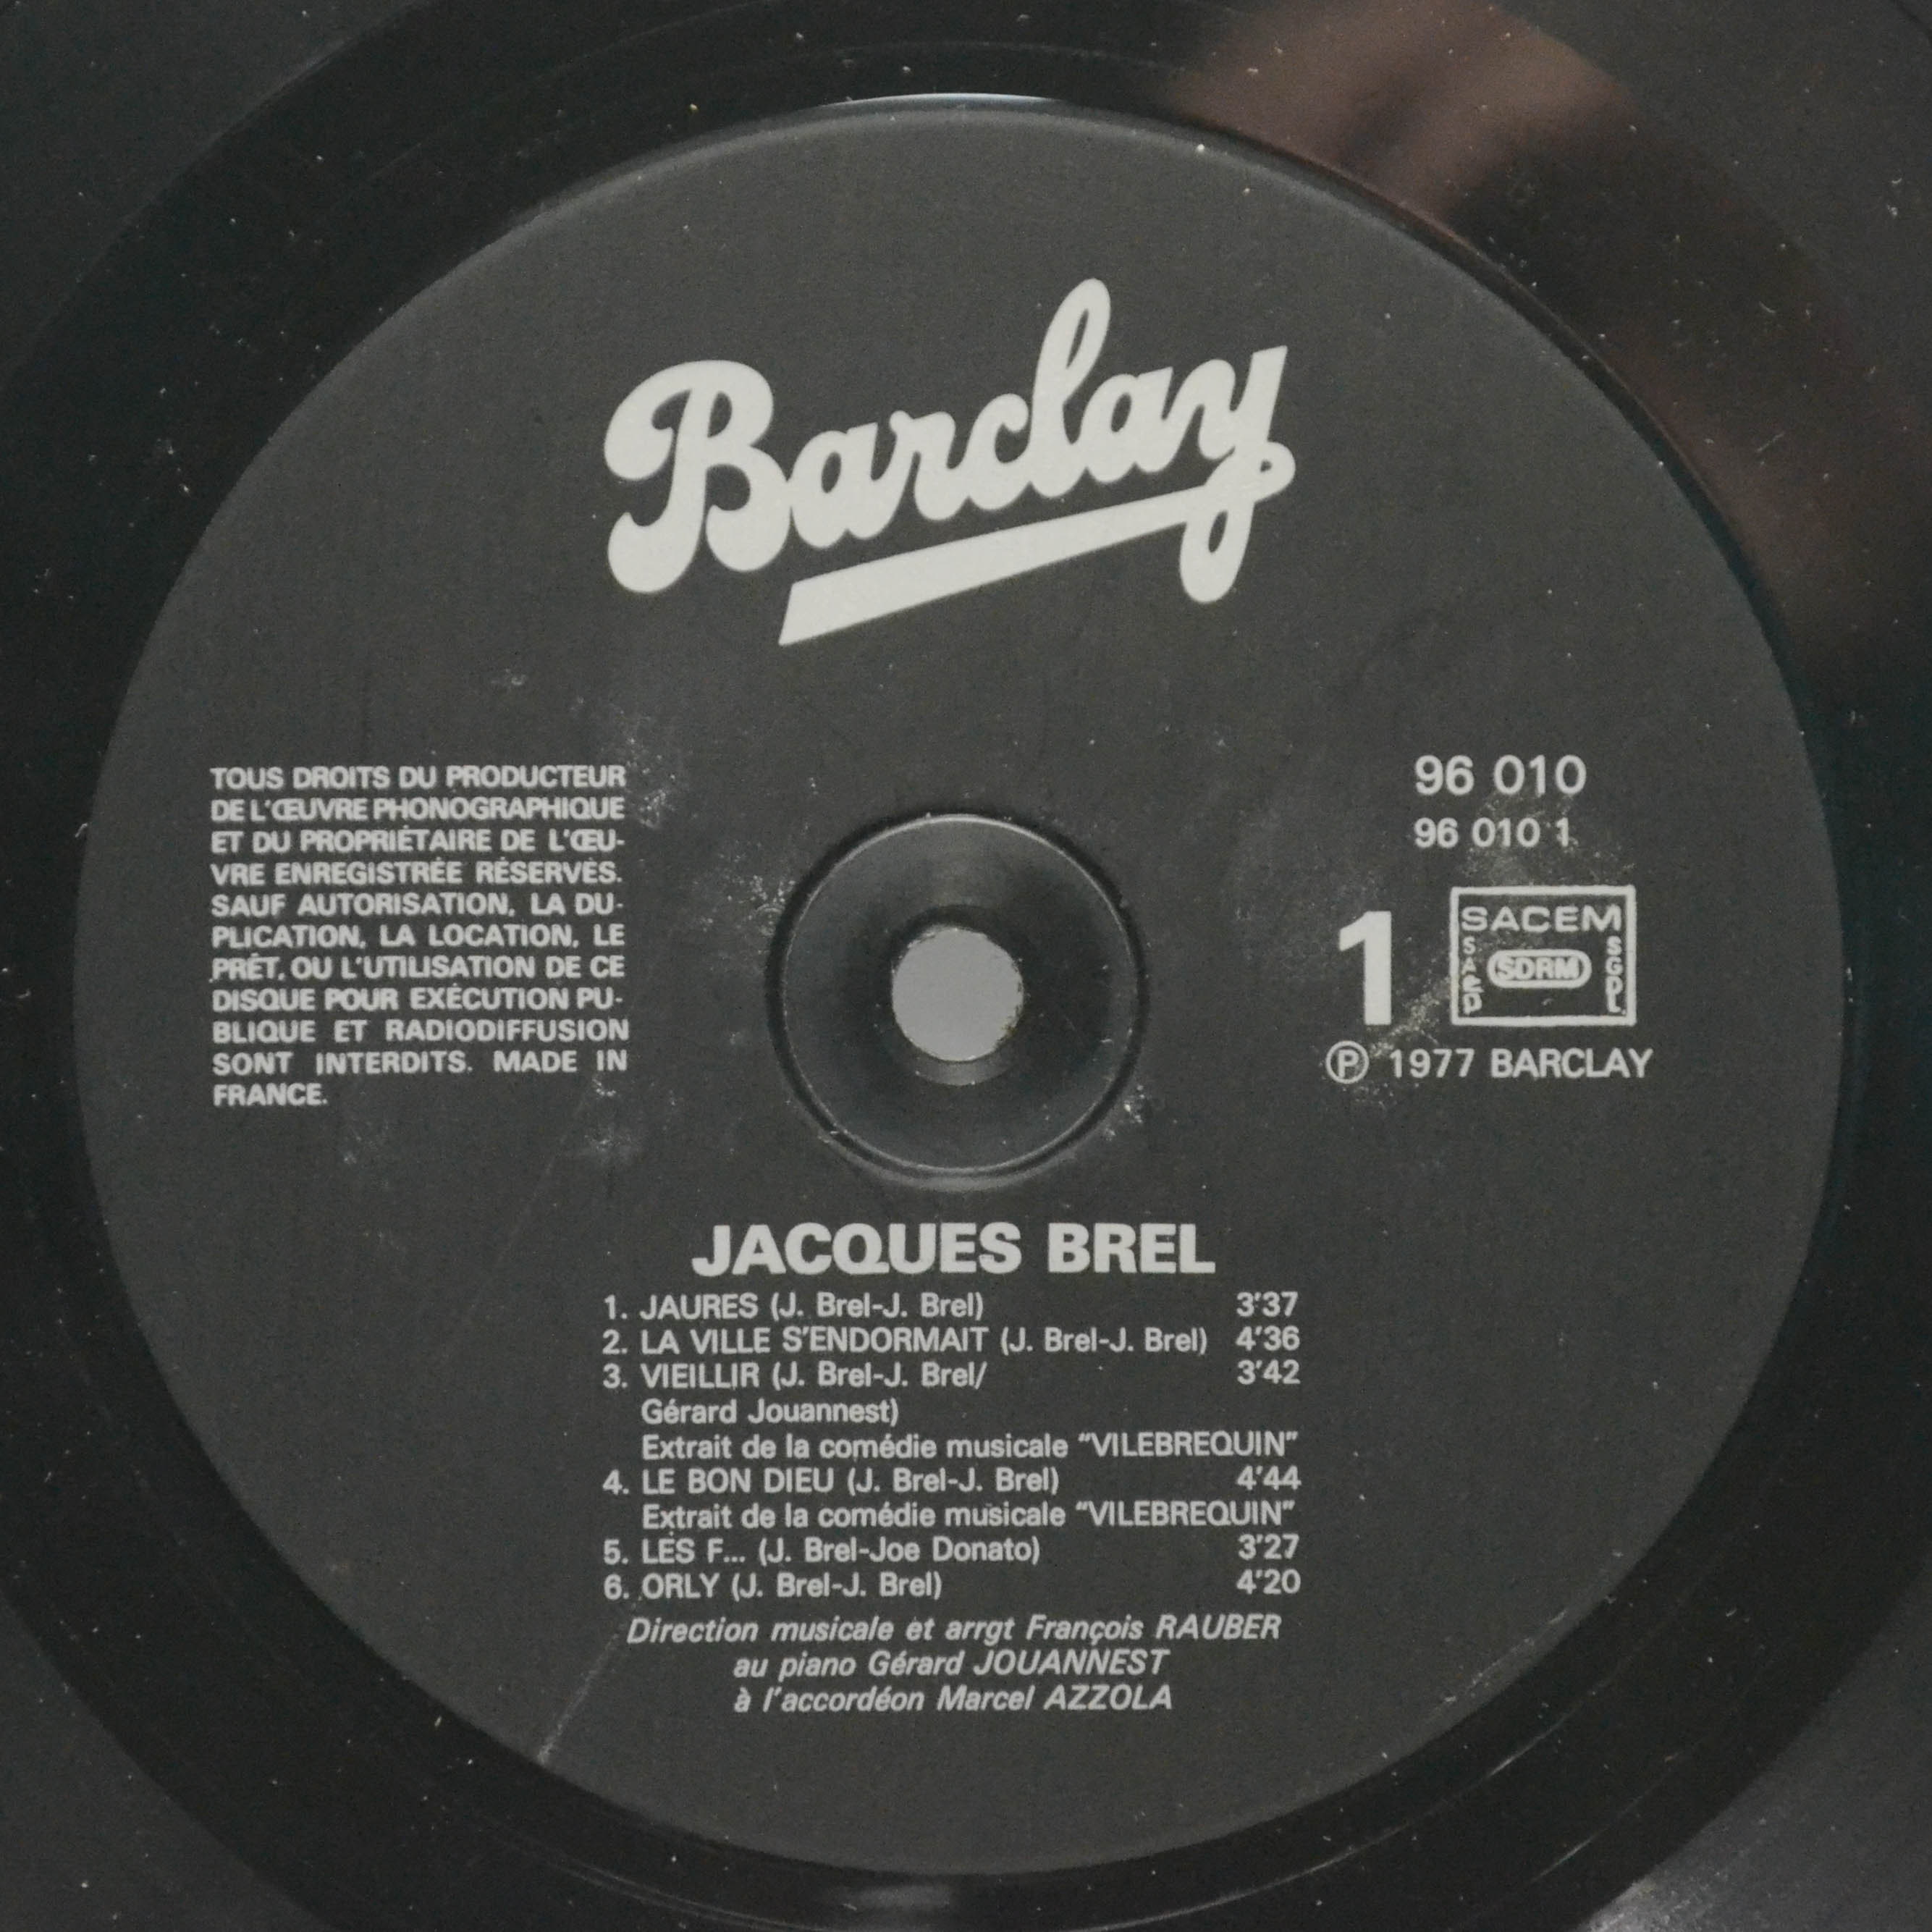 Barclay
TOUS DROITS DU PRODUCTEUR
DE L'ŒUVRE PHONOGRAPHIQUE
ET DU PROPRIÉTAIRE DE L'ŒU-
VRE ENREGISTRÉE RÉSERVÉS.
SAUF AUTORISATION, LA DU-
PLICATION, LA LOCATION, LE
PRÊT, OU L'UTILISATION DE CE
DISQUE POUR EXÉCUTION PU-
BLIQUE ET RADIODIFFUSION
SONT INTERDITS. MADE IN
FRANCE.
96 010
96 010 1
1
SACEM
SACD
SDRM
SGDL
Ⓟ 1977 BARCLAY
JACQUES BREL
1. JAURES (J. Brel-J. Brel) 3'37
2. LA VILLE S'ENDORMAIT (J. Brel-J. Brel) 4'36
3. VIEILLIR (J. Brel-J. Brel/ 3'42
Gérard Jouannest)
Extrait de la comédie musicale "VILEBREQUIN"
4. LE BON DIEU (J. Brel-J. Brel) 4'44
Extrait de la comédie musicale "VILEBREQUIN"
5. LES F... (J. Brel-Joe Donato) 3'27
6. ORLY (J. Brel-J. Brel) 4'20
Direction musicale et arrgt François RAUBER
au piano Gérard JOUANNEST
à l'accordéon Marcel AZZOLA